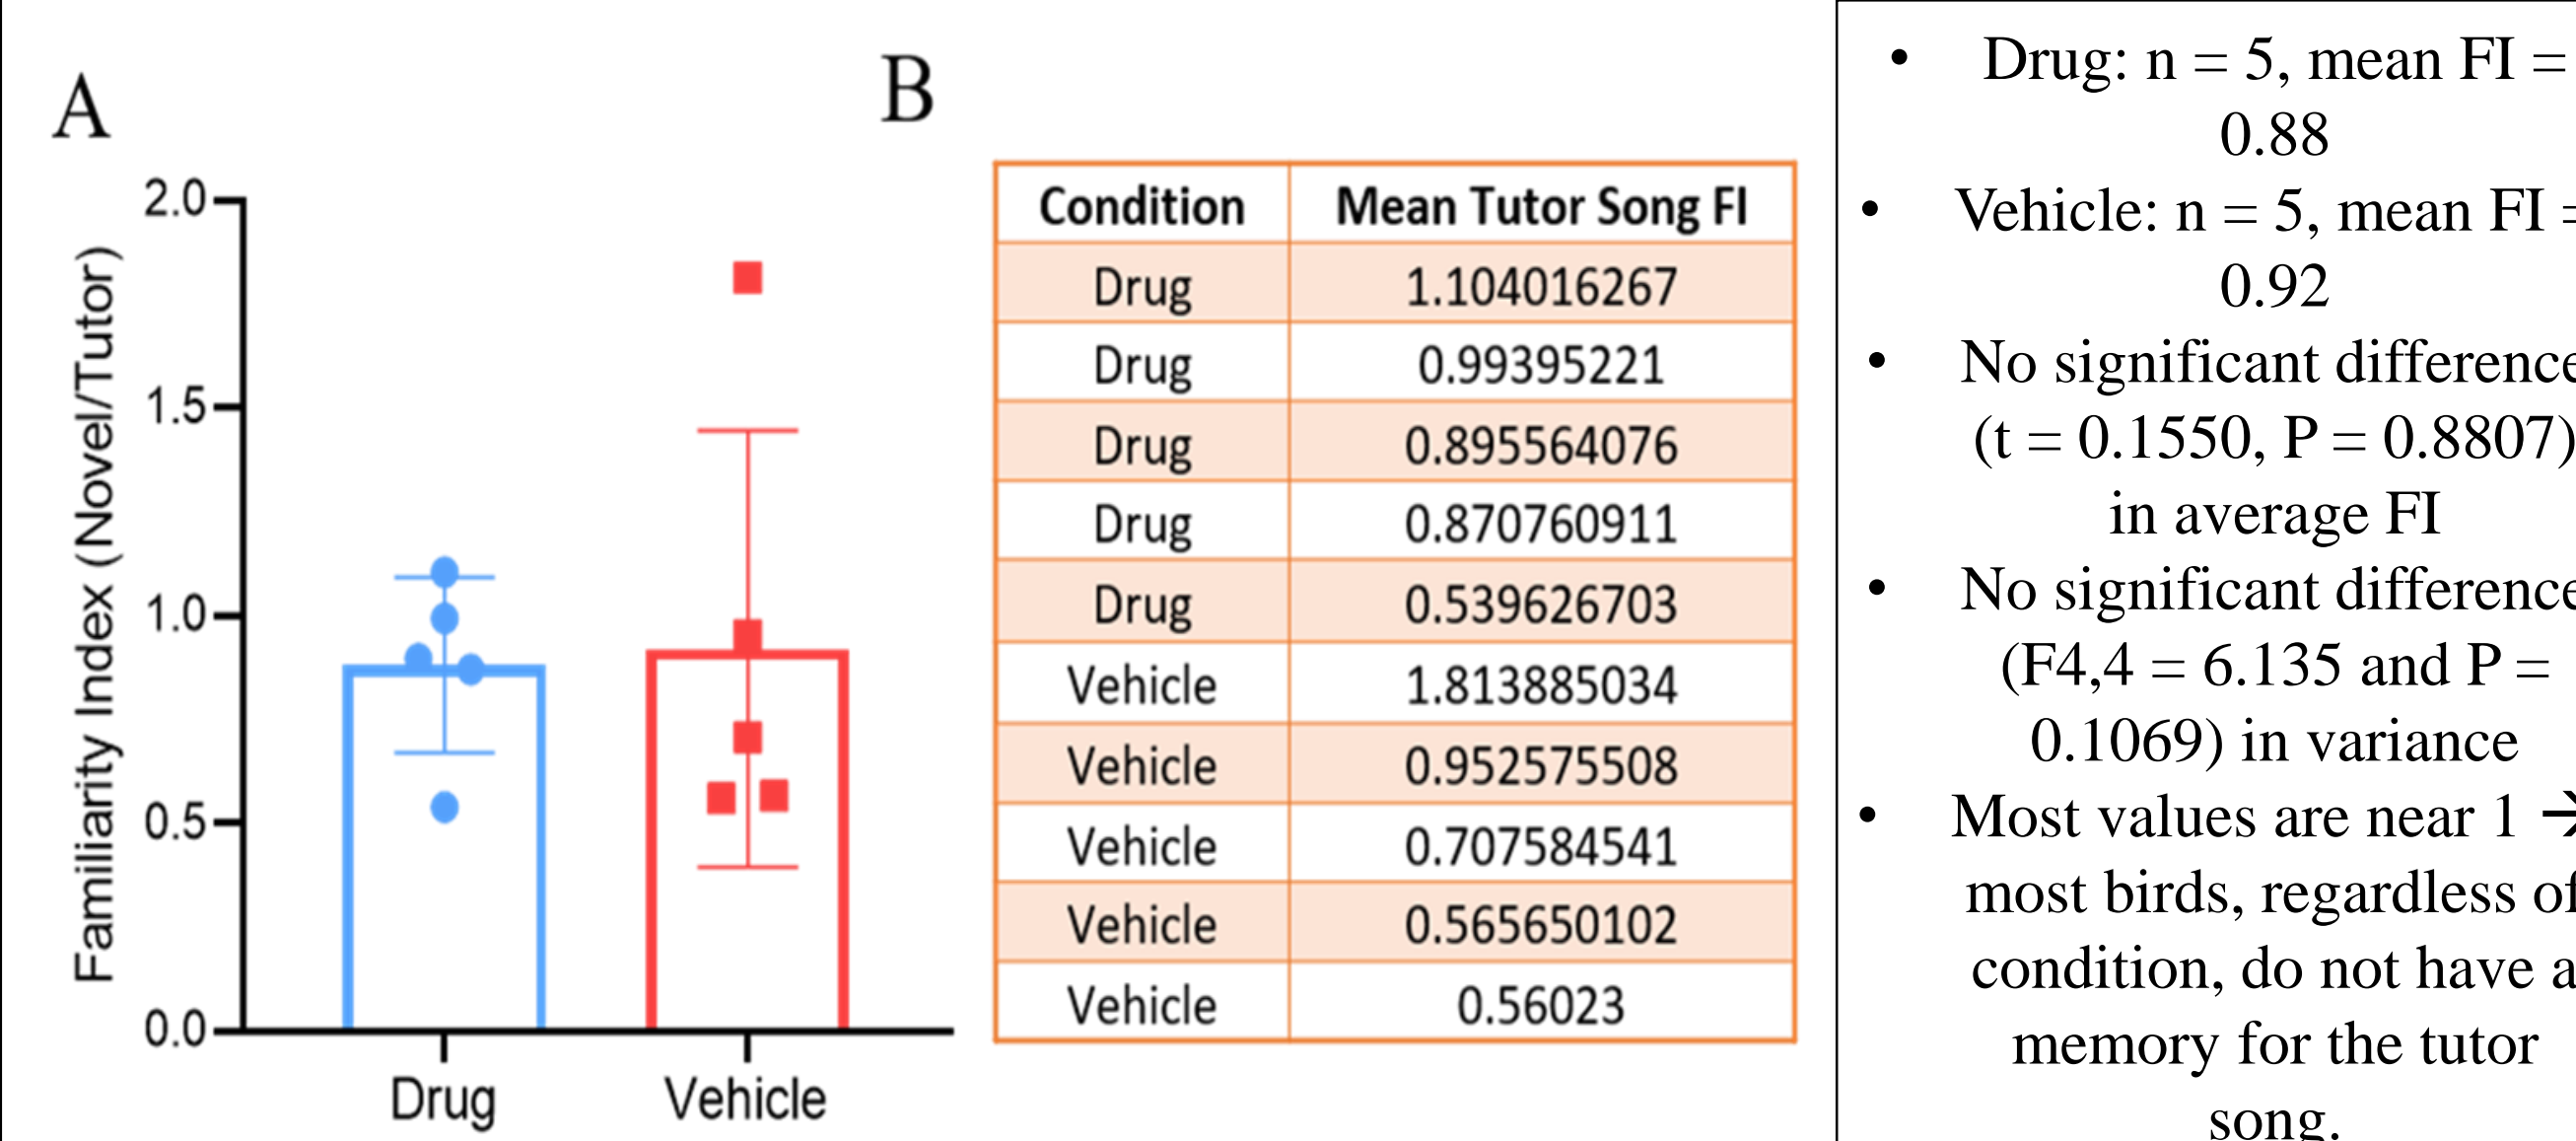 A
Familiarity Index (Novel/Tutor)
2.0
1.5
1.0
0.5
0.0
Drug Vehicle
B
Condition Mean Tutor Song FI
Drug 1.104016267
Drug 0.99395221
Drug 0.895564076
Drug 0.870760911
Drug 0.539626703
Vehicle 1.813885034
Vehicle 0.952575508
Vehicle 0.707584541
Vehicle 0.565650102
Vehicle 0.56023
• Drug: n = 5, mean FI =
0.88
• Vehicle: n = 5, mean FI =
0.92
• No significant difference
(t = 0.1550, P = 0.8807)
in average FI
• No significant difference
(F4,4 = 6.135 and P =
0.1069) in variance
• Most values are near 1 →
most birds, regardless of
condition, do not have a
memory for the tutor
song.